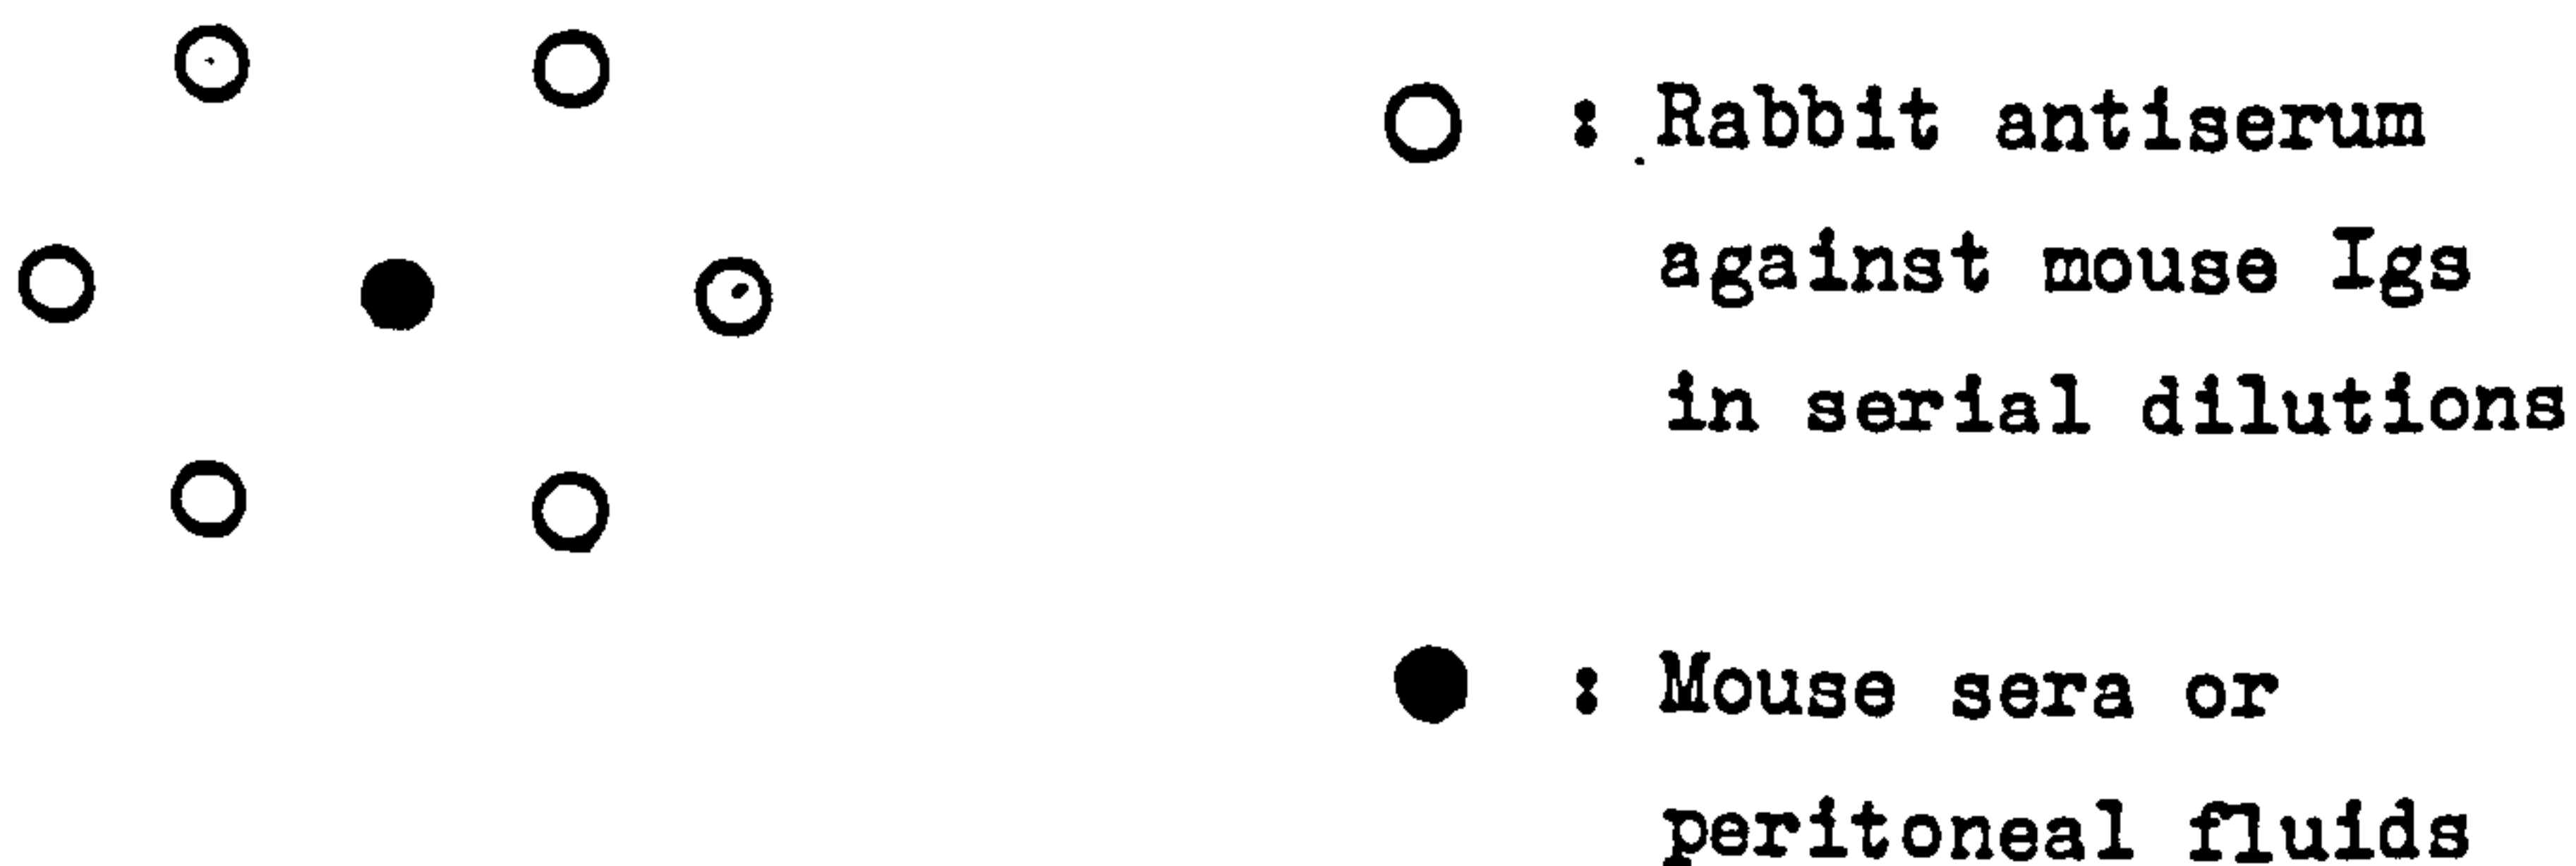 : Rabbit antiserum
against mouse Igs
in serial dilutions
: Mouse sera or
peritoneal fluids